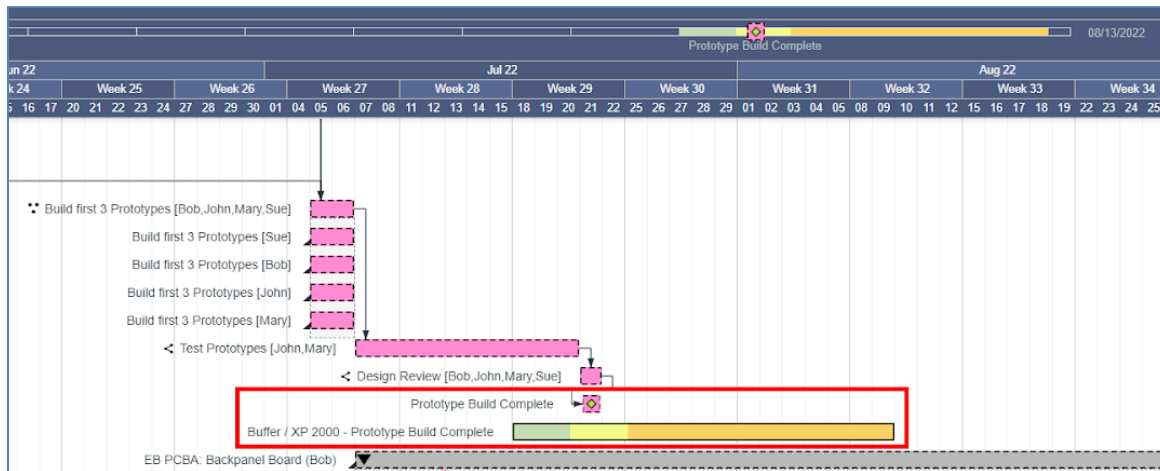 08/13/2022
Prototype Build Complete
un 22 Jul 22 Aug 22
k 24 Week 25 Week 26 Week 27 Week 28 Week 29 Week 30 Week 31 Week 32 Week 33 Week 34
16 17 20 21 22 23 24 27 28 29 30 01 04 05 06 07 08 11 12 13 14 15 18 19 20 21 22 25 26 27 28 29 01 02 03 04 05 08 09 10 11 12 15 16 17 18 19 22 23 24 25
Build first 3 Prototypes [Bob,John,Mary,Sue]
Build first 3 Prototypes [Sue]
Build first 3 Prototypes [Bob]
Build first 3 Prototypes [John]
Build first 3 Prototypes [Mary]
Test Prototypes [John,Mary]
Design Review [Bob,John,Mary,Sue]
Prototype Build Complete
Buffer / XP 2000 - Prototype Build Complete
EB PCBA: Backpanel Board (Bob)